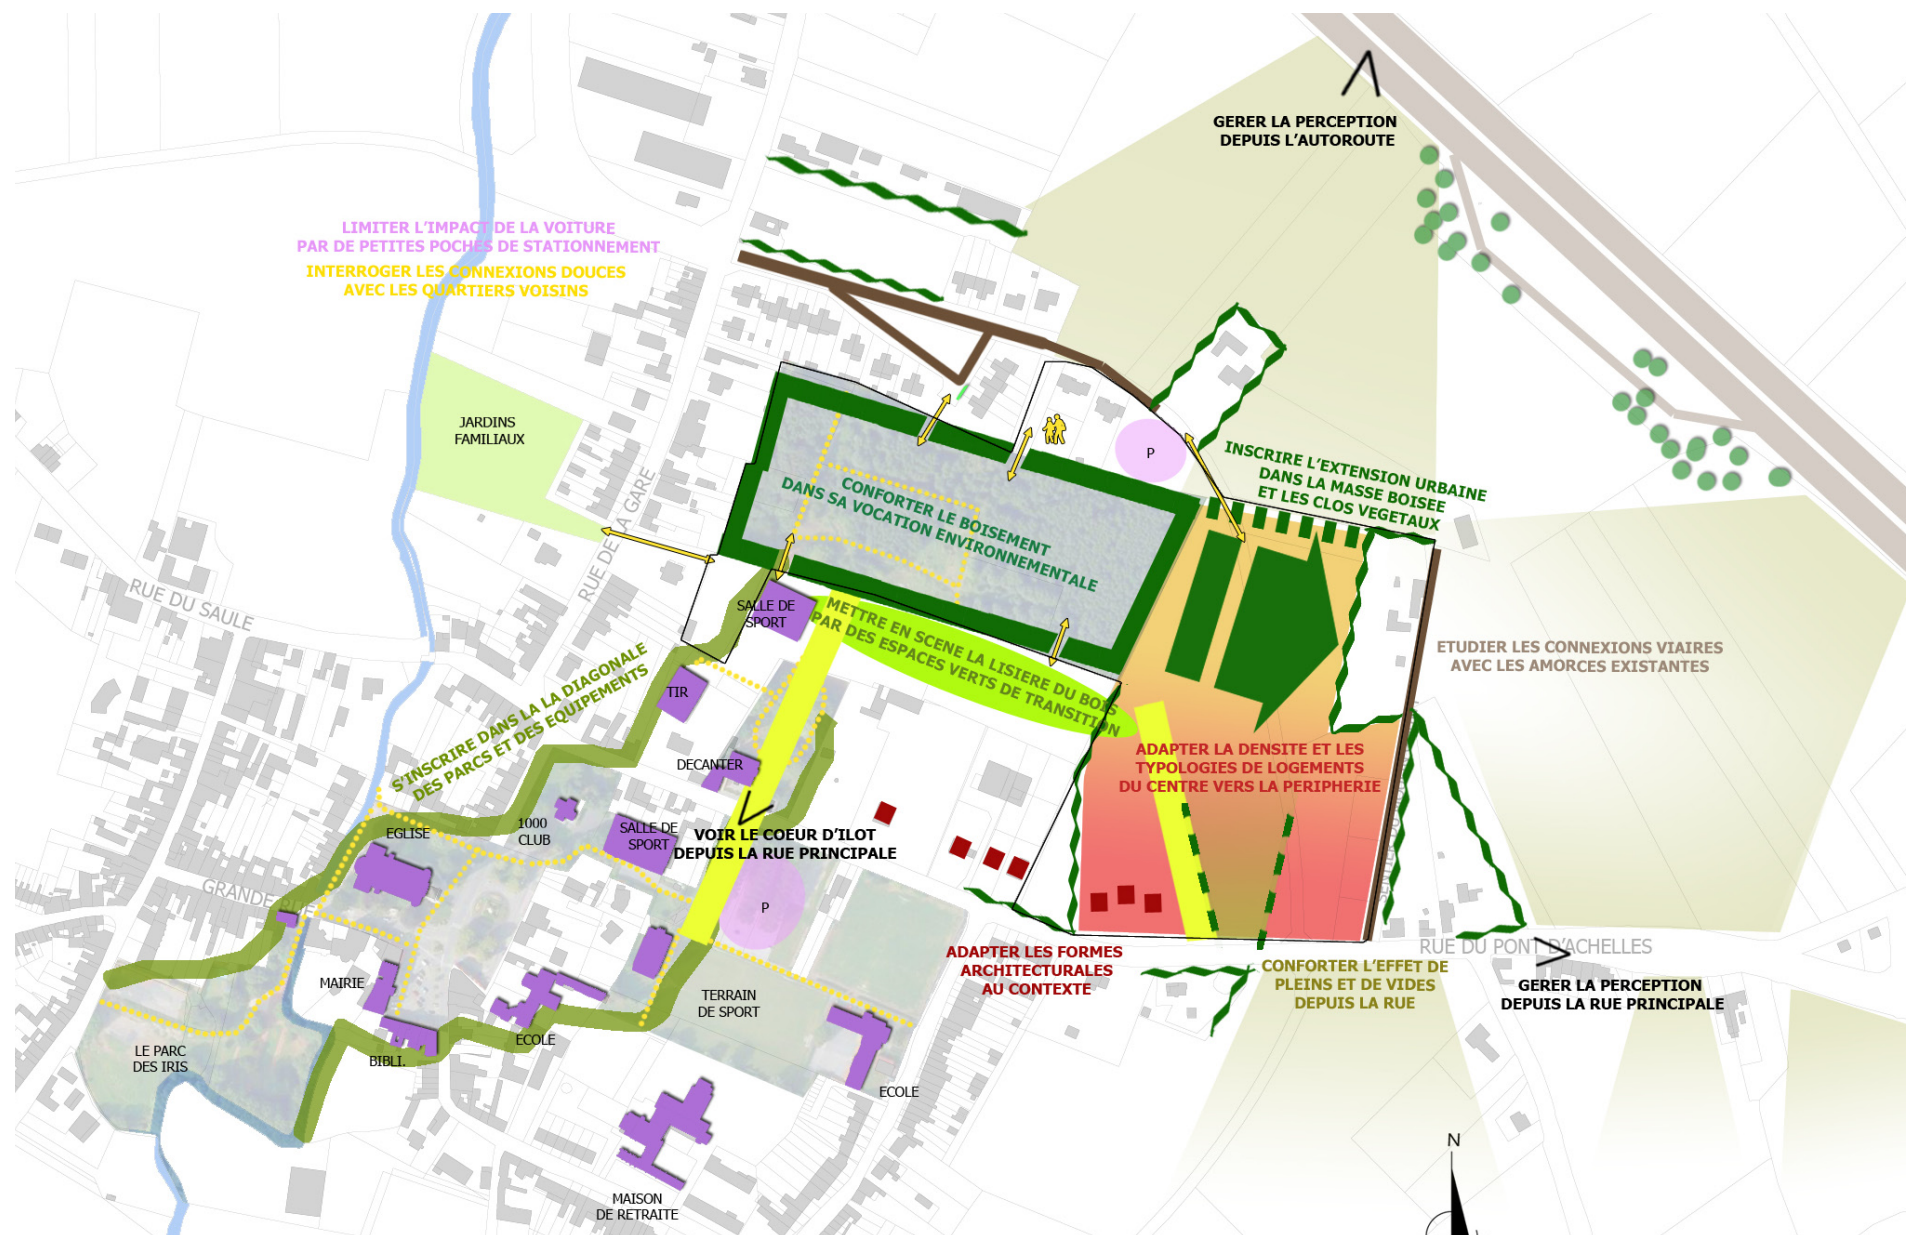 GERER LA PERCEPTION
DEPUIS L'AUTOROUTE
LIMITER L'IMPACT DE LA VOITURE
PAR DE PETITES POCHES DE STATIONNEMENT
INTERROGER LES CONNEXIONS DOUCES
AVEC LES QUARTIERS VOISINS
JARDINS
FAMILIAUX
RUE DE LA GARE
P
INSCRIRE L'EXTENSION URBAINE
DANS LA MASSE BOISEE
ET LES CLOS VEGETAUX
CONFORTER LE BOISEMENT
DANS SA VOCATION ENVIRONNEMENTALE
RUE DU SAULE
SALLE DE
SPORT
METTRE EN SCENE LA LISIERE DU BOIS
PAR DES ESPACES VERTS DE TRANSITION
ETUDIER LES CONNEXIONS VIAIRES
AVEC LES AMORCES EXISTANTES
S'INSCRIRE DANS LA LA DIAGONALE
DES PARCS ET DES EQUIPEMENTS
TIR
DECANTER
ADAPTER LA DENSITE ET LES
TYPOLOGIES DE LOGEMENTS
DU CENTRE VERS LA PERIPHERIE
EGLISE
1000
CLUB
SALLE DE
SPORT
VOIR LE COEUR D'ILOT
DEPUIS LA RUE PRINCIPALE
GRANDE RUE
P
ADAPTER LES FORMES
ARCHITECTURALES
AU CONTEXTE
RUE DU PONT D'ACHELLES
CONFORTER L'EFFET DE
PLEINS ET DE VIDES
DEPUIS LA RUE
GERER LA PERCEPTION
DEPUIS LA RUE PRINCIPALE
MAIRIE
TERRAIN
DE SPORT
LE PARC
DES IRIS
BIBLI.
ECOLE
ECOLE
MAISON
DE RETRAITE
N